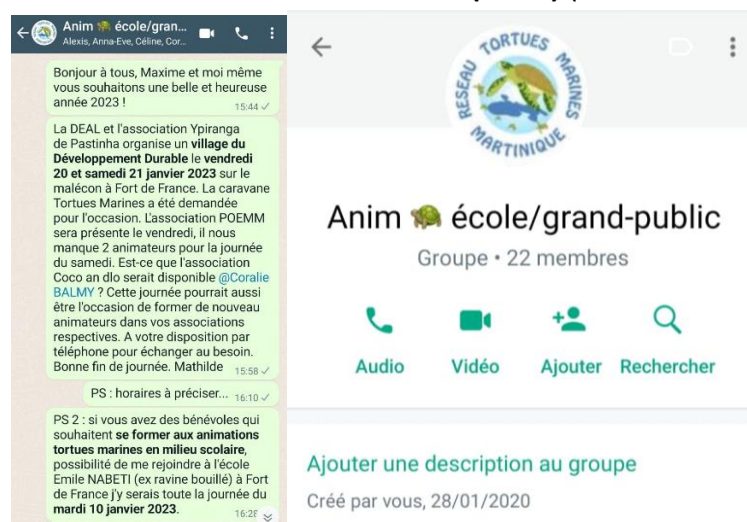 Anim 🐢 école/gran...
Alexis, Anna-Eve, Céline, Cor...
Bonjour à tous, Maxime et moi même
vous souhaitons une belle et heureuse
année 2023 !
15:44
La DEAL et l'association Ypiranga
de Pastinha organise un village du
Développement Durable le vendredi
20 et samedi 21 janvier 2023 sur le
malécon à Fort de France. La caravane
Tortues Marines a été demandée
pour l'occasion. L'association POEMM
sera présente le vendredi, il nous
manque 2 animateurs pour la journée
du samedi. Est-ce que l'association
Coco an dlo serait disponible @Coralie
BALMY ? Cette journée pourrait aussi
être l'occasion de former de nouveau
animateurs dans vos associations
respectives. A votre disposition par
téléphone pour échanger au besoin.
Bonne fin de journée. Mathilde 15:58
PS : horaires à préciser... 16:10
PS 2 : si vous avez des bénévoles qui
souhaitent se former aux animations
tortues marines en milieu scolaire,
possibilité de me rejoindre à l'école
Emile NABETI (ex ravine bouillé) à Fort
de France j'y serais toute la journée du
mardi 10 janvier 2023.
RESEAU TORTUES MARINES
MARTINIQUE
Anim 🐢 école/grand-public
Groupe • 22 membres
Audio Vidéo Ajouter Rechercher
Ajouter une description au groupe
Créé par vous, 28/01/2020